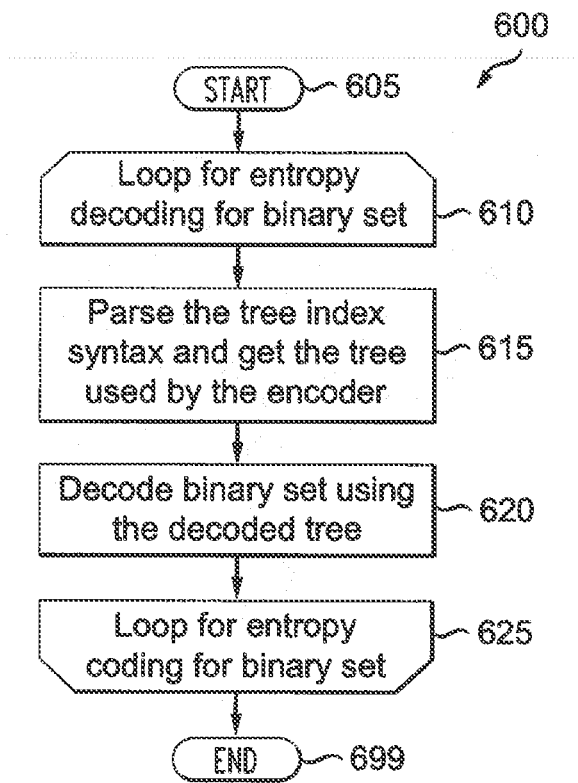 600
START 605
Loop for entropy
decoding for binary set 610
Parse the tree index
syntax and get the tree 615
used by the encoder
Decode binary set using
the decoded tree 620
Loop for entropy 625
coding for binary set
END 699